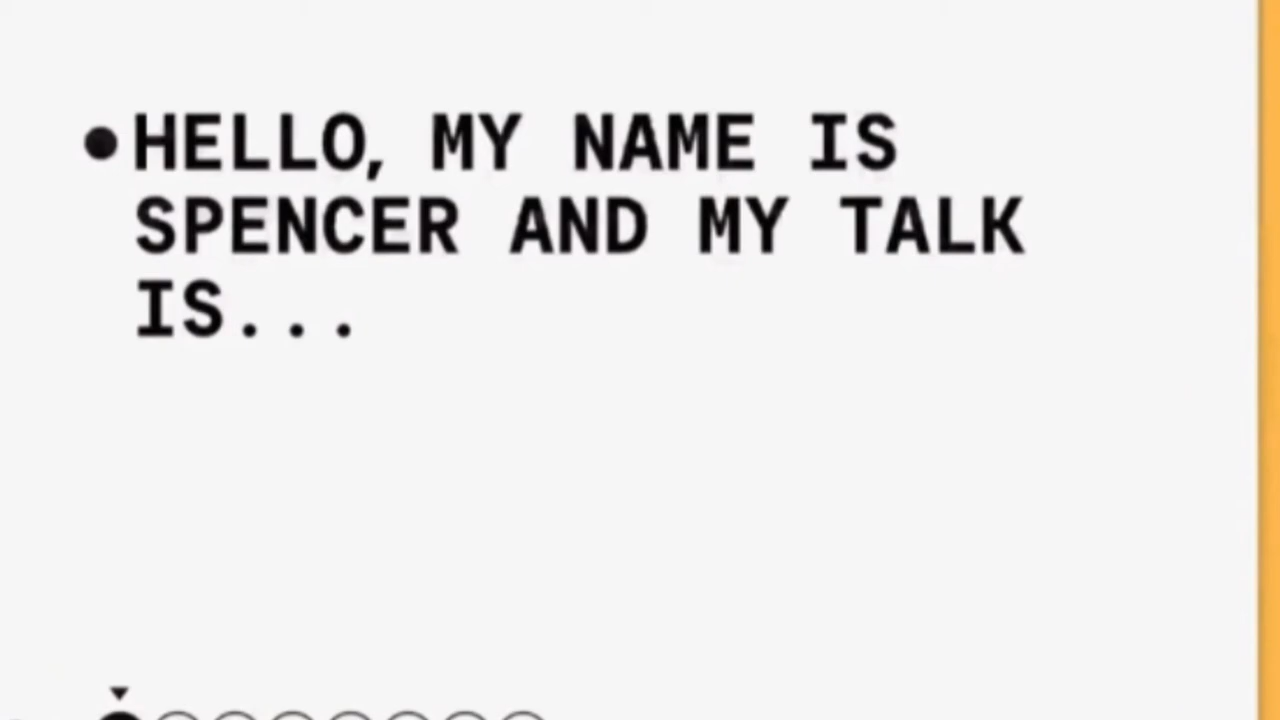 ●HELLO, MY NAME IS
SPENCER AND MY TALK
IS...